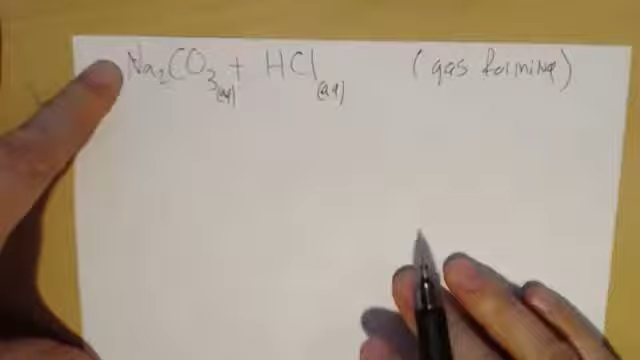 Na₂CO₃(aq) + HCl(aq) (gas forming)